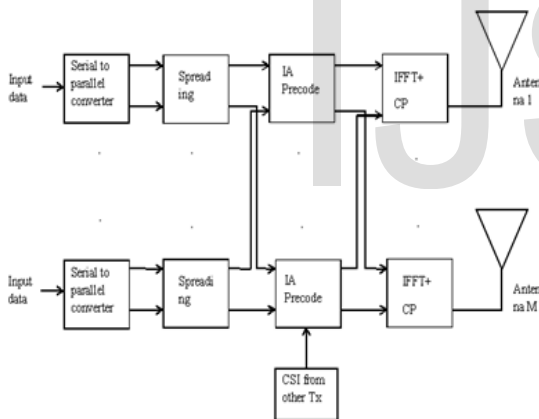 IJS
Input
data
Serial to
parallel
converter
Spread
ing
IA
Precode
IFFT+
CP
Anten
na 1
Input
data
Serial to
parallel
converter
Spreadi
ng
IA
Precode
IFFT+
CP
Anten
na M
CSI from
other Tx